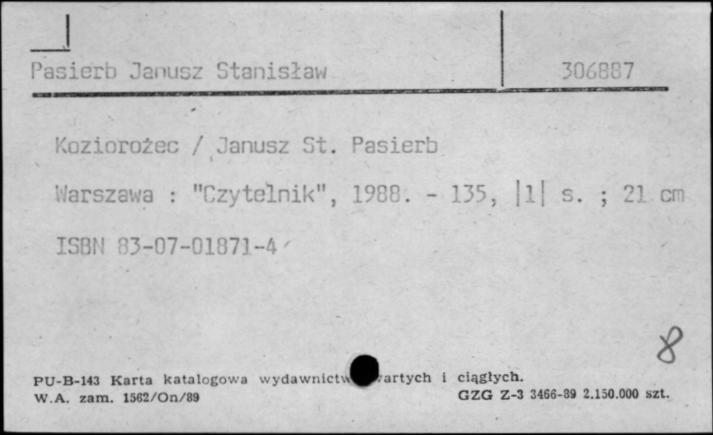 Pasierb Janusz Stanisław 306887
Koziorożec / Janusz St. Pasierb
Warszawa : "Czytelnik", 1988. - 135, |1| s. ; 21 cm
ISBN 83-07-01871-4
8
PU-B-143 Karta katalogowa ciągłych.
W.A. zam. 1562/On/89 GZG Z-3 3466-89 2.150.000 szt.